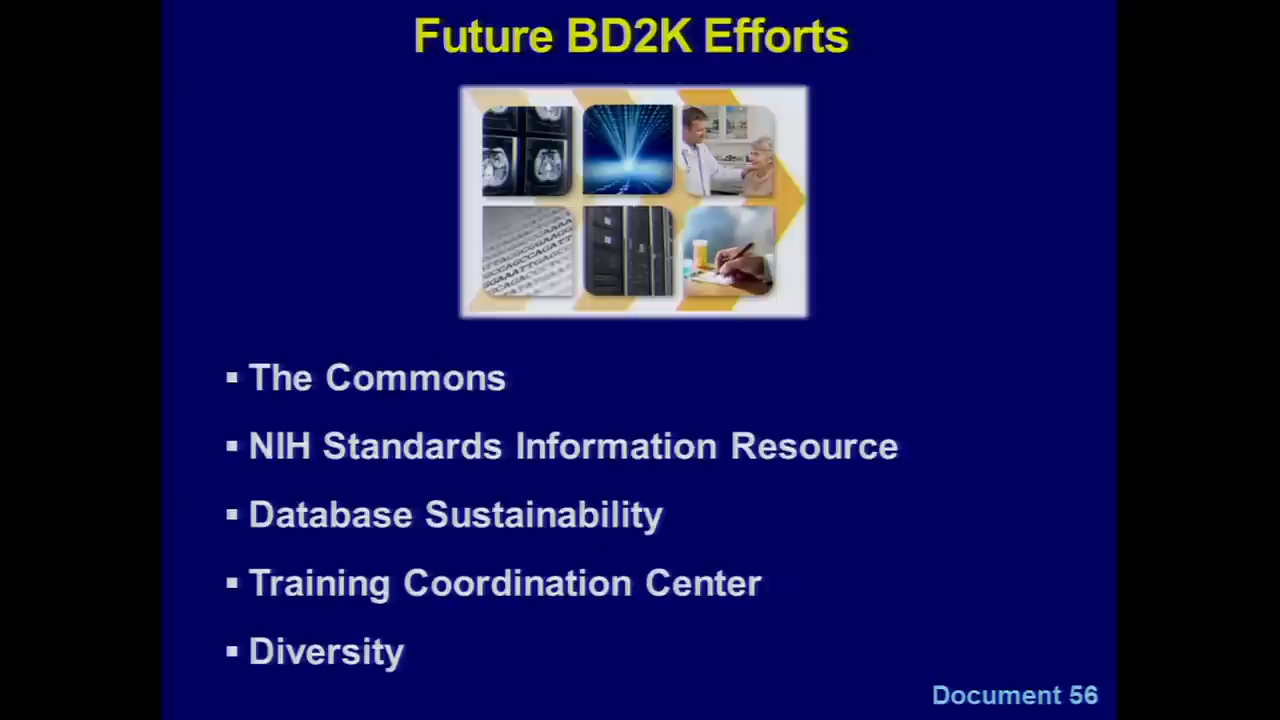 Future BD2K Efforts
▪ The Commons
▪ NIH Standards Information Resource
▪ Database Sustainability
▪ Training Coordination Center
▪ Diversity
Document 56